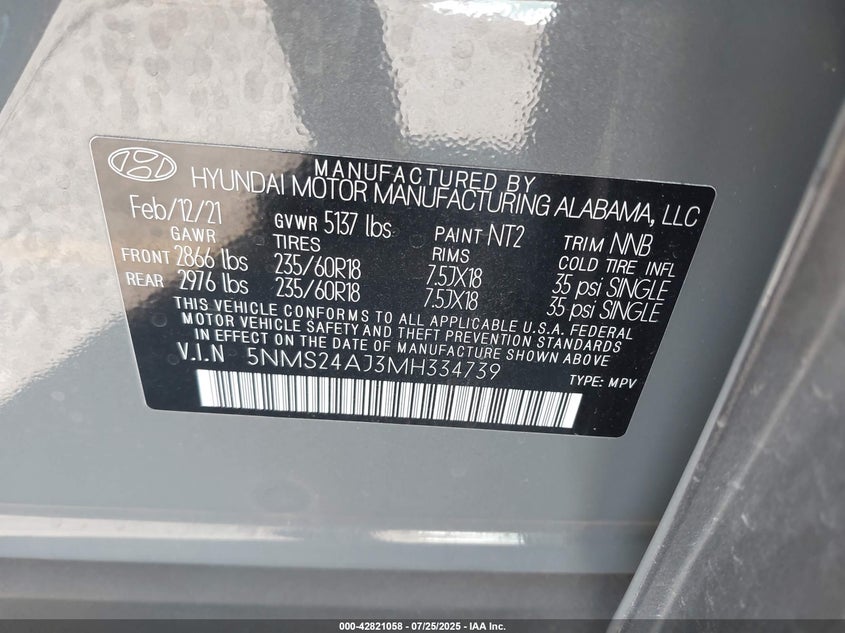 MANUFACTURED BY
HYUNDAI MOTOR MANUFACTURING ALABAMA, LLC
Feb/12/21 GVWR 5137 lbs PAINT NT2 TRIM NNB
GAWR TIRES RIMS COLD TIRE INFL
FRONT 2866 lbs 235/60R18 7.5JX18 35 psi SINGLE
REAR 2976 lbs 235/60R18 7.5JX18 35 psi SINGLE
THIS VEHICLE CONFORMS TO ALL APPLICABLE U.S.A. FEDERAL
MOTOR VEHICLE SAFETY AND THEFT PREVENTION STANDARDS
IN EFFECT ON THE DATE OF MANUFACTURE SHOWN ABOVE
V.I.N 5NMS24AJ3MH334739 TYPE: MPV
000-42821058 - 07/25/2025 - IAA Inc.